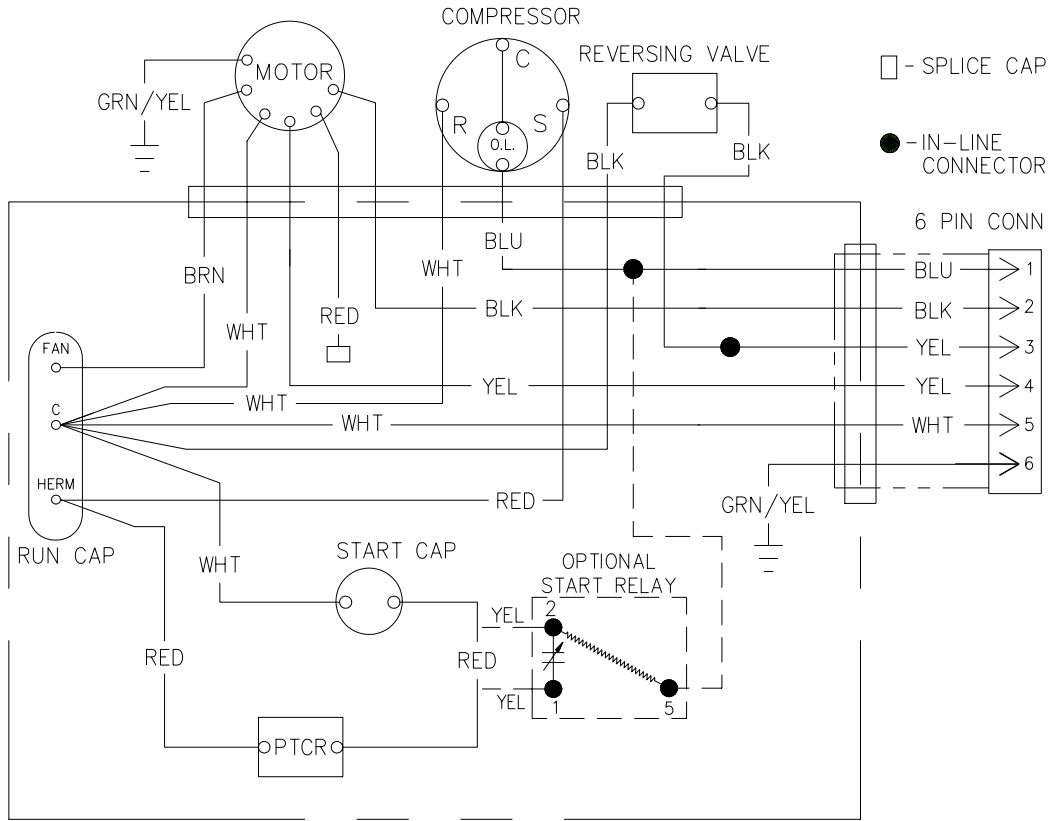 COMPRESSOR
MOTOR
C
REVERSING VALVE
- SPLICE CAP
GRN/YEL
R
S
O.L.
BLK
BLK
-IN-LINE
CONNECTOR
6 PIN CONN
BLU
WHT
BLU
1
BRN
BLK
BLK
2
WHT
RED
FAN
YEL
3
YEL
YEL
4
C
WHT
WHT
WHT
5
6
HERM
RED
GRN/YEL
RUN CAP
START CAP
OPTIONAL
START RELAY
WHT
YEL
2
RED
RED
YEL
1
5
PTCR